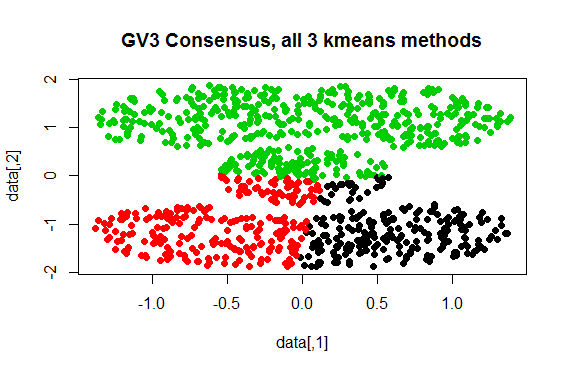 GV3 Consensus, all 3 kmeans methods
data[,2]
2
1
0
-1
-2
-1.0 -0.5 0.0 0.5 1.0
data[,1]